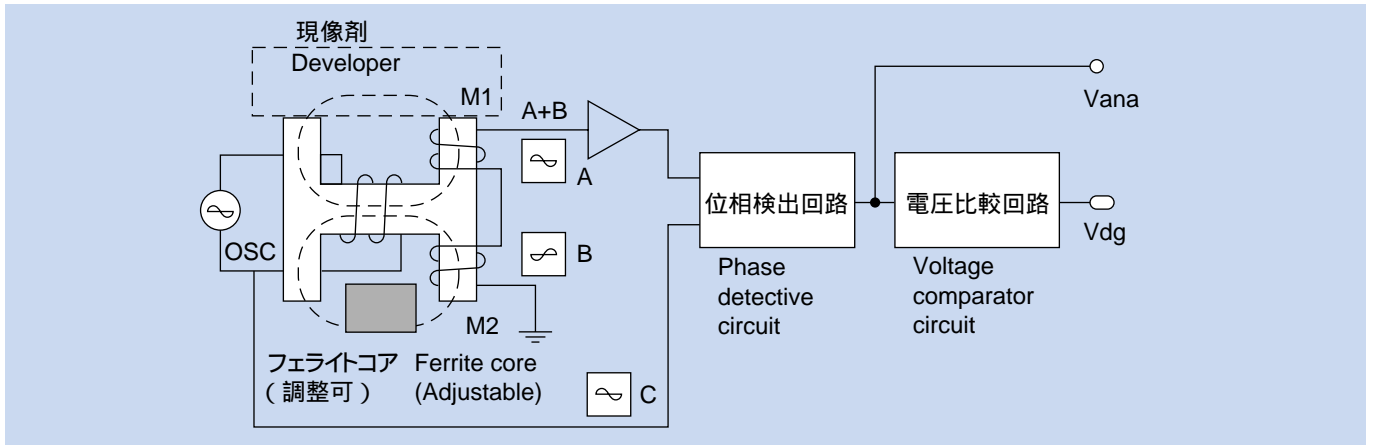 現像剤
Developer
M1
A+B
A
Vana
位相検出回路
電圧比較回路
OSC
B
Vdg
Phase
detective
circuit
Voltage
comparator
circuit
M2
フェライトコア
(調整可)
Ferrite core
(Adjustable)
C